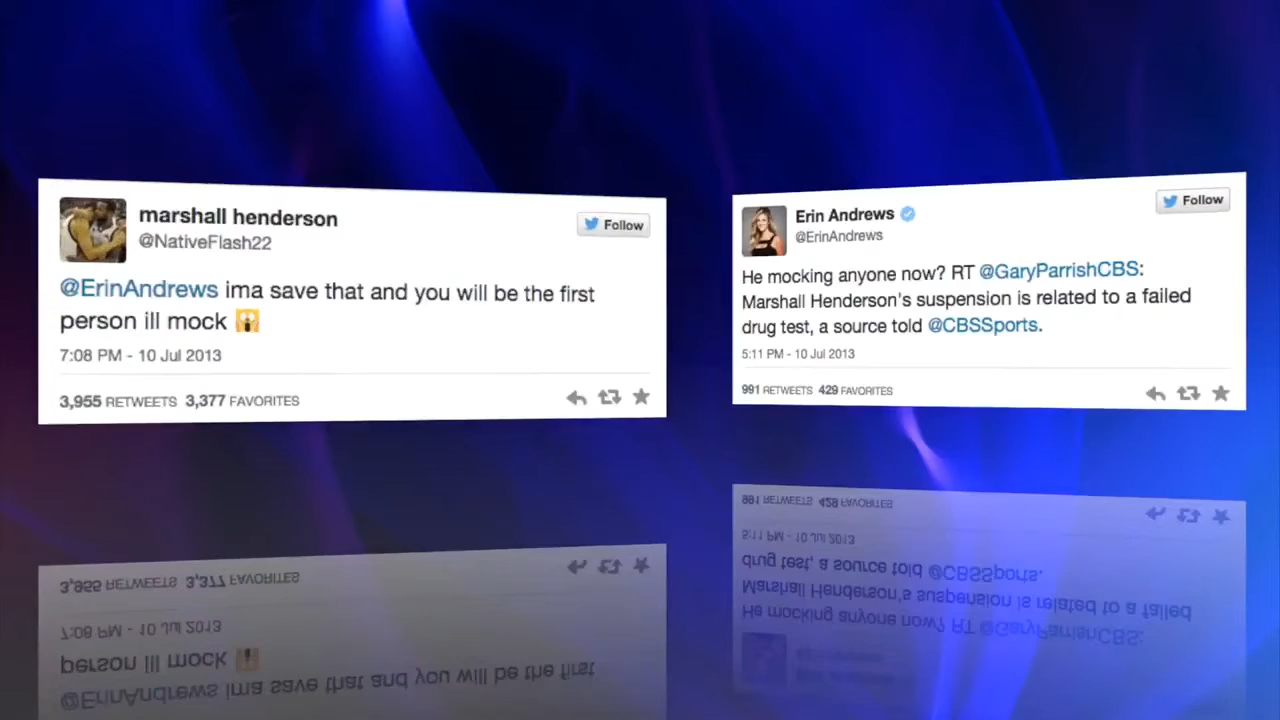 marshall henderson
@NativeFlash22
Follow
@ErinAndrews ima save that and you will be the first
person ill mock
7:08 PM - 10 Jul 2013
3,955 RETWEETS 3,377 FAVORITES
Erin Andrews
@ErinAndrews
Follow
He mocking anyone now? RT @GaryParrishCBS:
Marshall Henderson's suspension is related to a failed
drug test, a source told @CBSSports.
5:11 PM - 10 Jul 2013
991 RETWEETS 429 FAVORITES